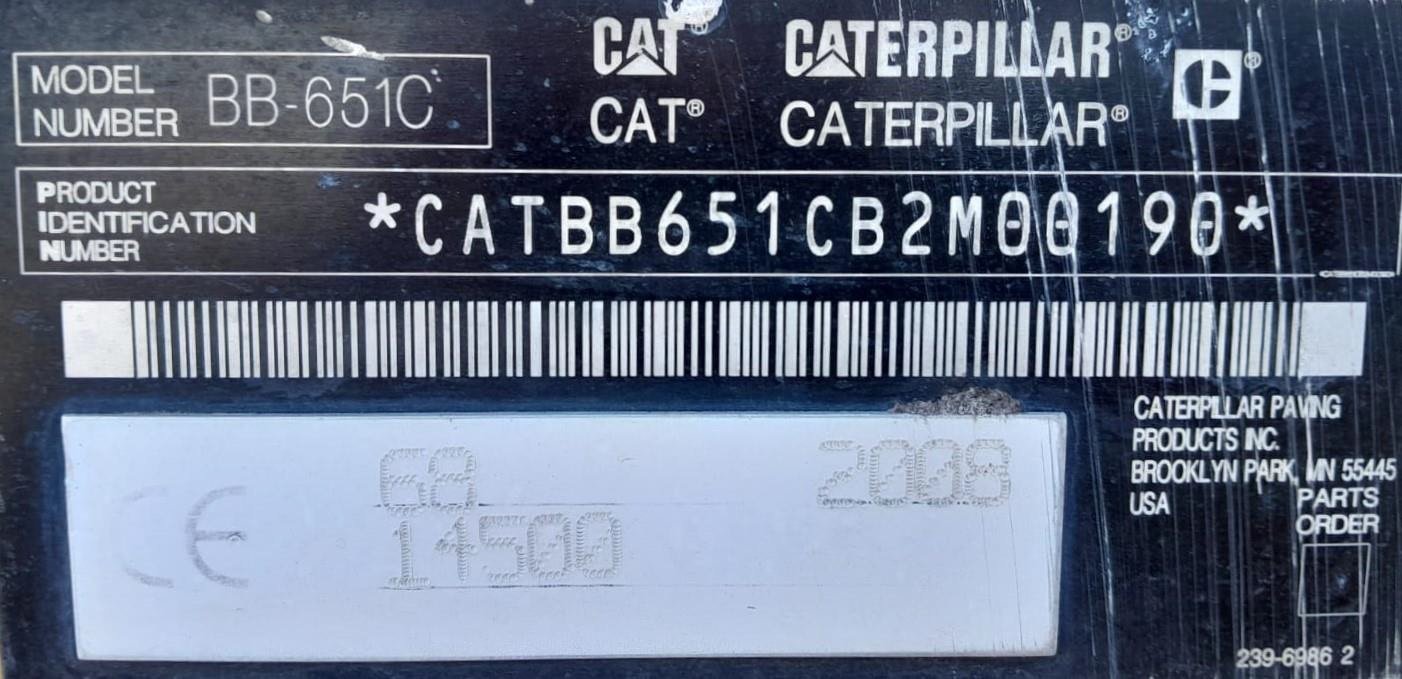 CAT® CATERPILLAR®
MODEL NUMBER BB-651C
CAT® CATERPILLAR®
PRODUCT
IDENTIFICATION
NUMBER
*CATBB651CB2M00190*
CATERPILLAR PAVING
PRODUCTS INC.
BROOKLYN PARK, MN 55445
USA
PARTS
ORDER
68 2008
14500
CE
239-6986 2